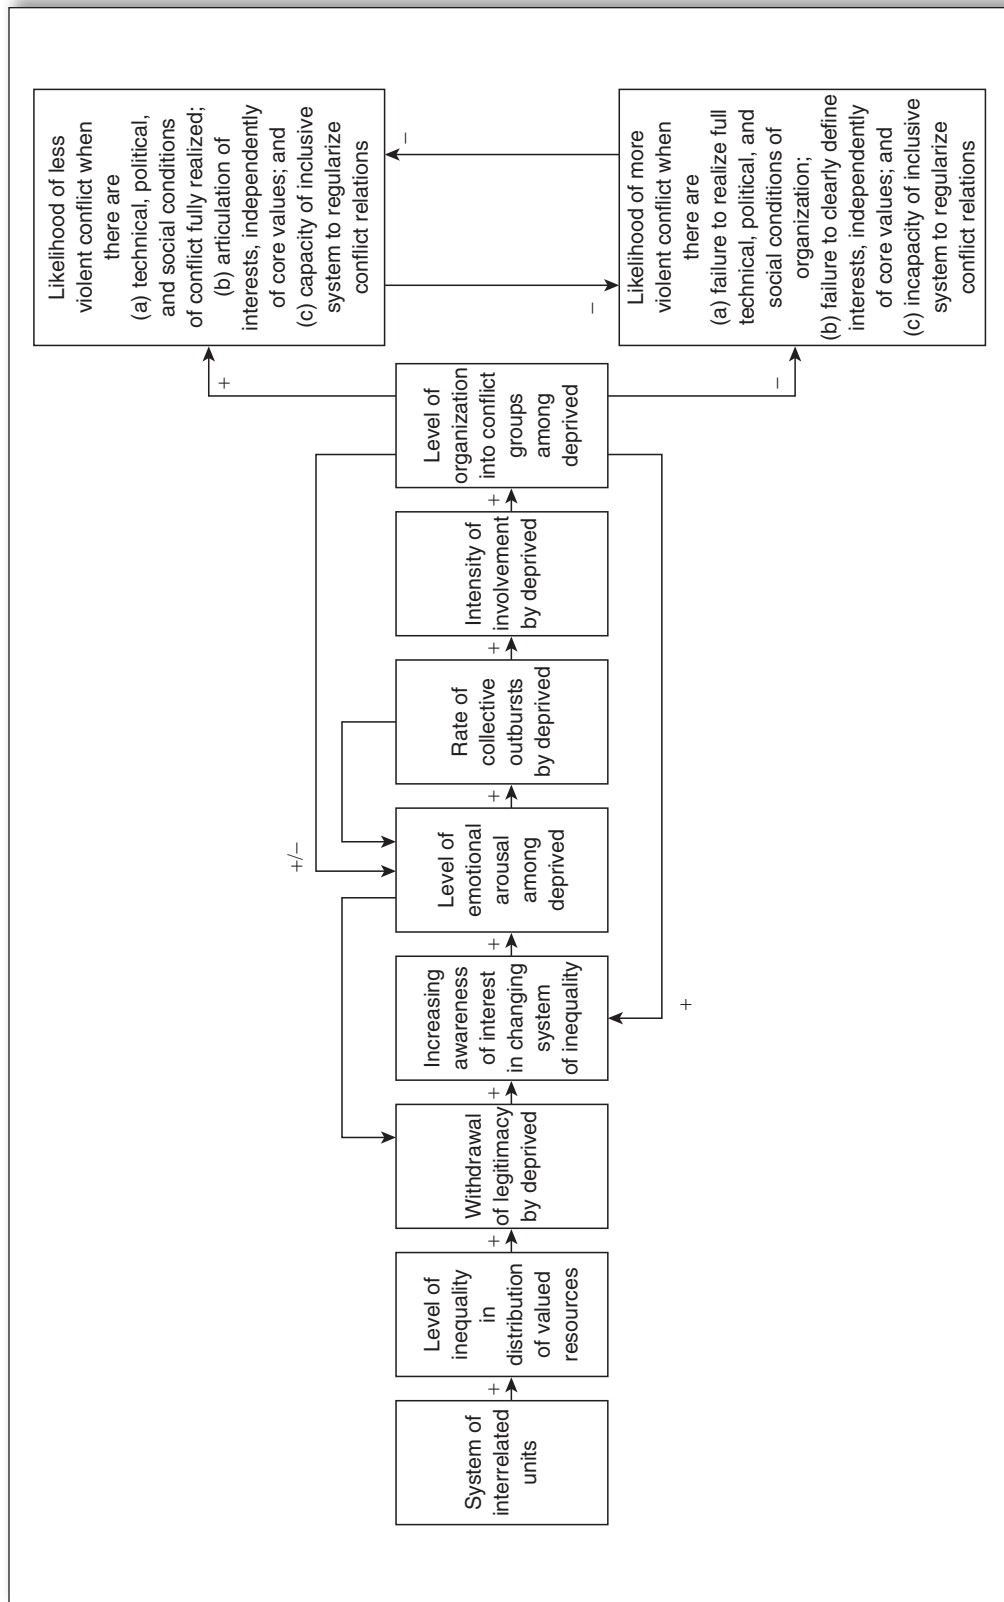 System of
interrelated
units
+
Level of
inequality
in
distribution
of valued
resources
+
Withdrawal
of legitimacy
by deprived
+
Increasing
awareness
of interest
in changing
system
of inequality
+
Level of
emotional
arousal
among
deprived
+
Rate of
collective
outbursts
by deprived
+
Intensity of
involvement
by deprived
+
Level of
organization
into conflict
groups
among
deprived
+/–
+
+
–
Likelihood of less
violent conflict when
there are
(a) technical, political,
and social conditions
of conflict fully realized;
(b) articulation of
interests, independently
of core values; and
(c) capacity of inclusive
system to regularize
conflict relations
–
–
Likelihood of more
violent conflict when
there are
(a) failure to realize full
technical, political, and
social conditions of
organization;
(b) failure to clearly define
interests, independently
of core values; and
(c) incapacity of inclusive
system to regularize
conflict relations